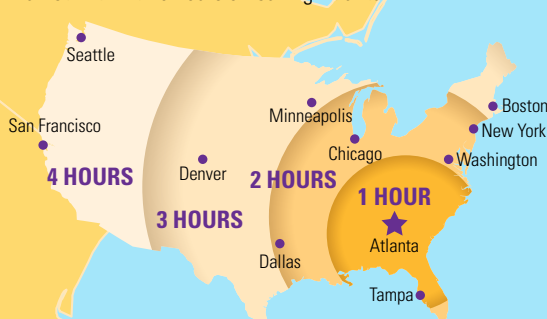 Seattle
Boston
Minneapolis
New York
San Francisco
Chicago
Washington
Denver
4 HOURS
2 HOURS
1 HOUR
3 HOURS
Atlanta
Dallas
Tampa